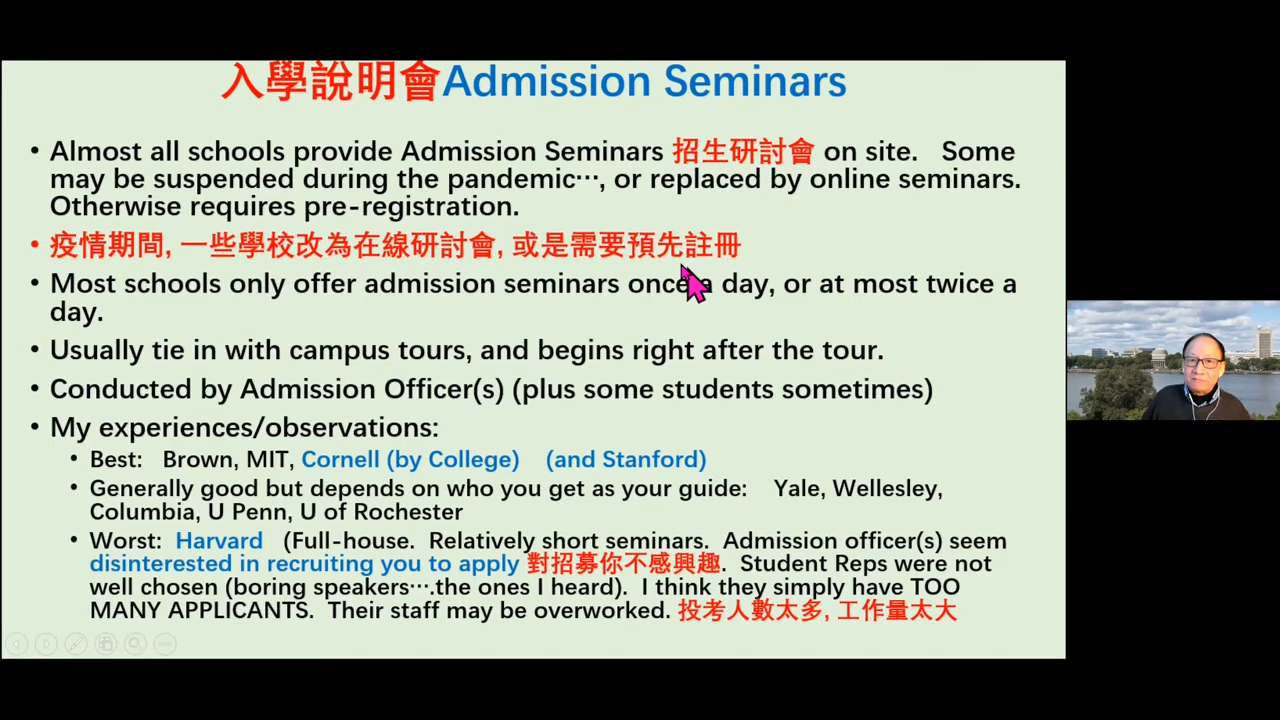 入學說明會Admission Seminars
• Almost all schools provide Admission Seminars 招生研討會 on site. Some
may be suspended during the pandemic…, or replaced by online seminars.
Otherwise requires pre-registration.
• 疫情期間, 一些學校改為在線研討會, 或是需要預先註冊
• Most schools only offer admission seminars once a day, or at most twice a
day.
• Usually tie in with campus tours, and begins right after the tour.
• Conducted by Admission Officer(s) (plus some students sometimes)
• My experiences/observations:
• Best: Brown, MIT, Cornell (by College) (and Stanford)
• Generally good but depends on who you get as your guide: Yale, Wellesley,
Columbia, U Penn, U of Rochester
• Worst: Harvard (Full-house. Relatively short seminars. Admission officer(s) seem
disinterested in recruiting you to apply 對招募你不感興趣. Student Reps were not
well chosen (boring speakers….the ones I heard). I think they simply have TOO
MANY APPLICANTS. Their staff may be overworked. 投考人數太多, 工作量太大